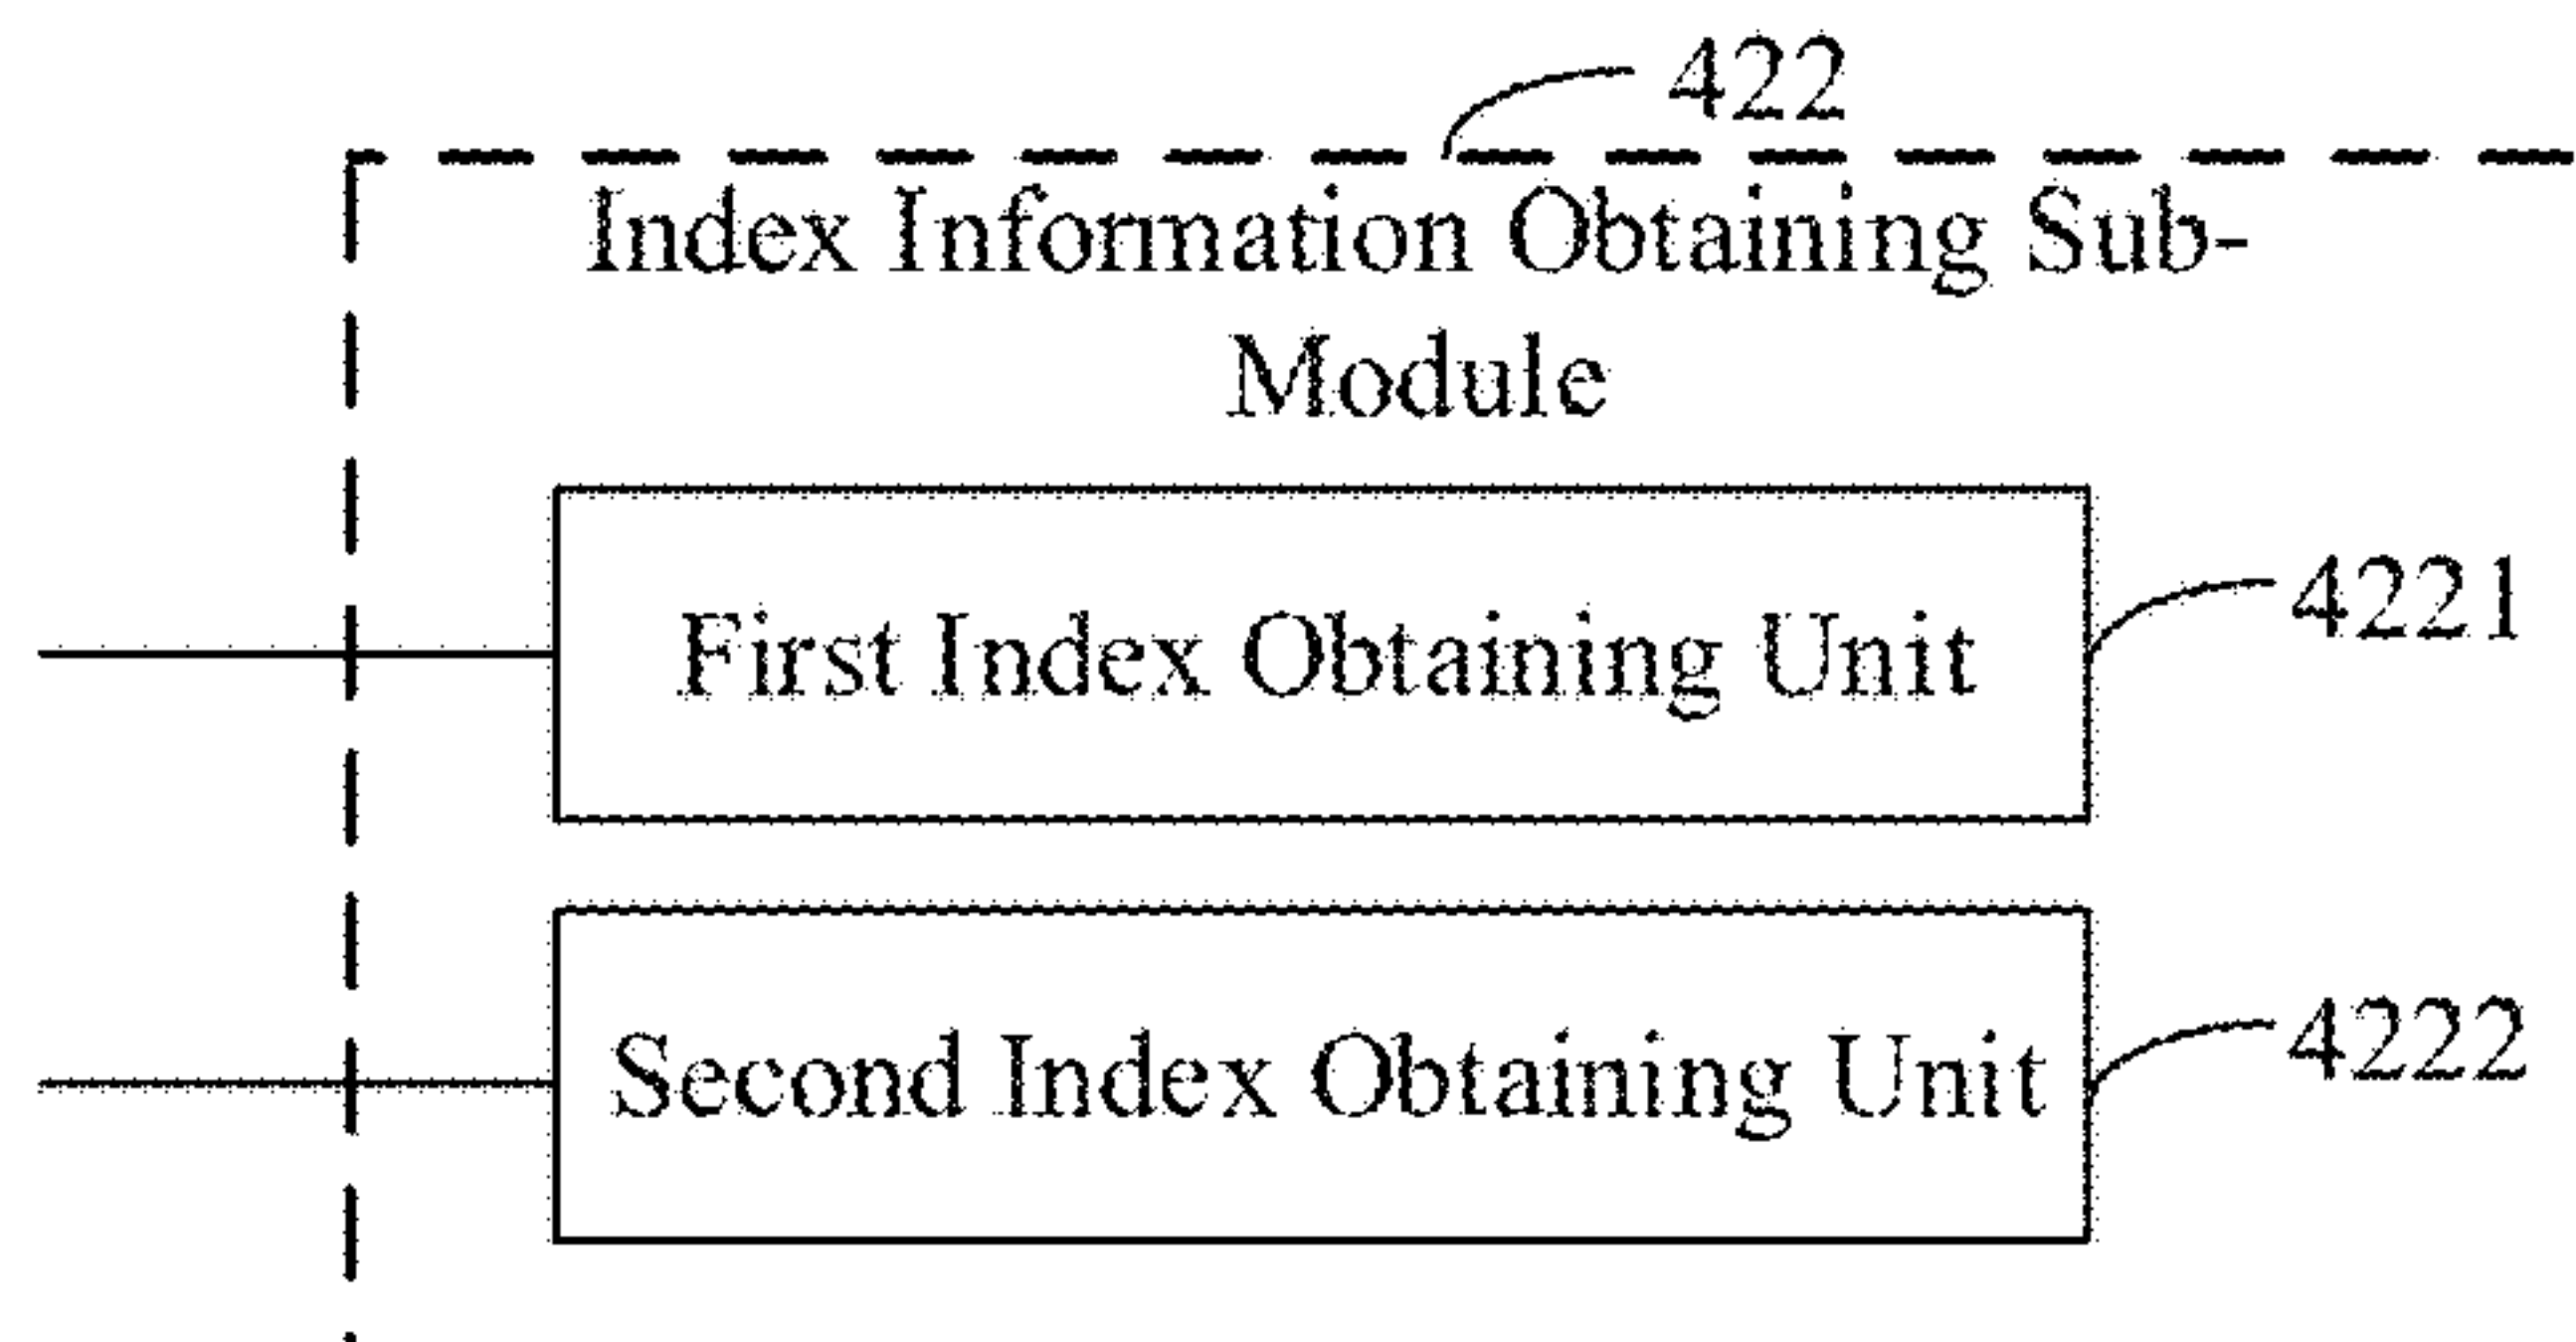 422
Index Information Obtaining Sub-
Module
First Index Obtaining Unit
4221
Second Index Obtaining Unit
4222